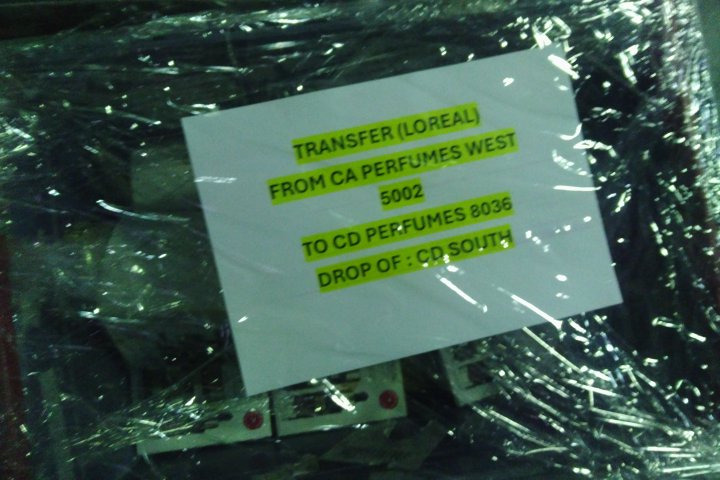 TRANSFER (LOREAL)
FROM CA PERFUMES WEST
5002
TO CD PERFUMES 8036
DROP OF : CD SOUTH